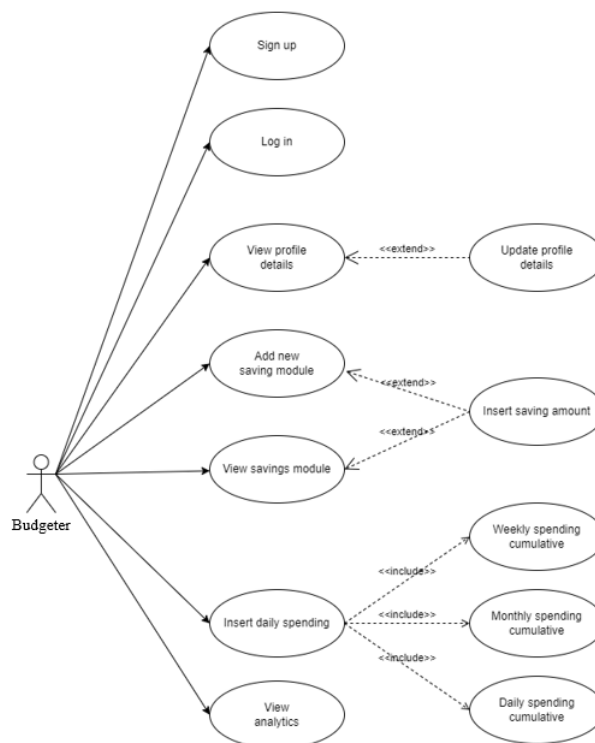 Sign up
Log in
View profile
details
<<extend>>
Update profile
details
Add new
saving module
<<extend>>
Insert saving amount
<<extend>>
View savings module
Budgeter
Weekly spending
cumulative
<<include>>
Insert daily spending
<<include>>
Monthly spending
cumulative
<<include>>
Daily spending
cumulative
View
analytics